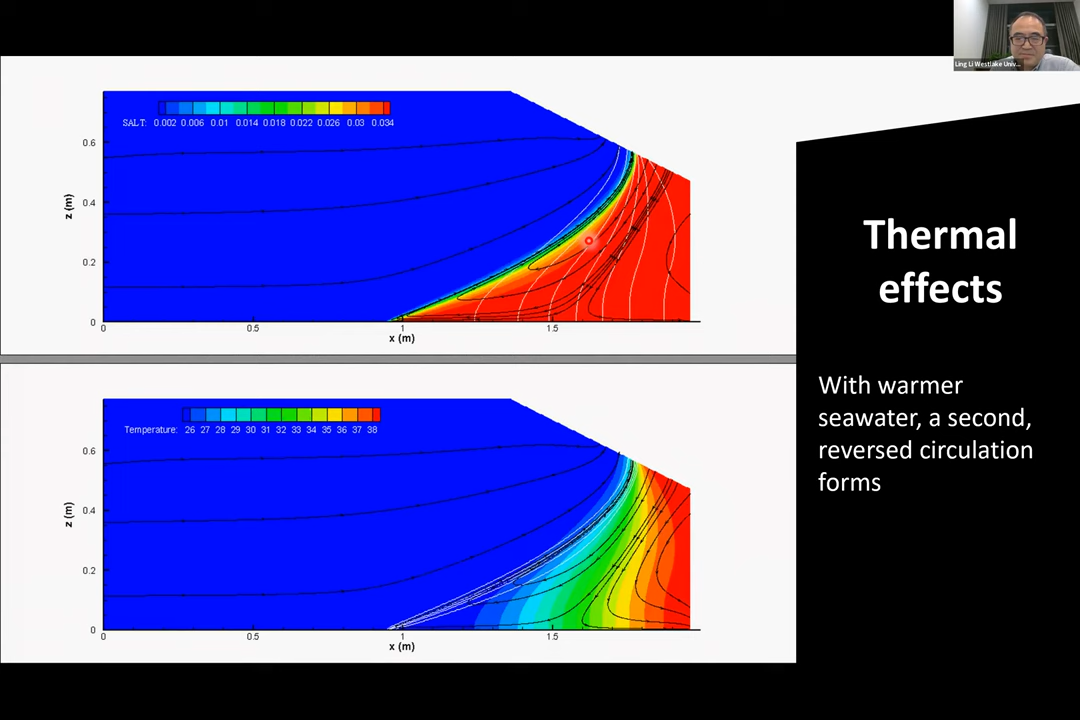 Ling Li Westlake Univ...
SALT: 0.002 0.006 0.01 0.014 0.018 0.022 0.026 0.03 0.034
0.6
0.4
0.2
0
z (m)
0 0.5 1 1.5
x (m)
Temperature: 26 27 28 29 30 31 32 33 34 35 36 37 38
0.6
0.4
0.2
0
z (m)
0 0.5 1 1.5
x (m)
Thermal
effects
With warmer
seawater, a second,
reversed circulation
forms